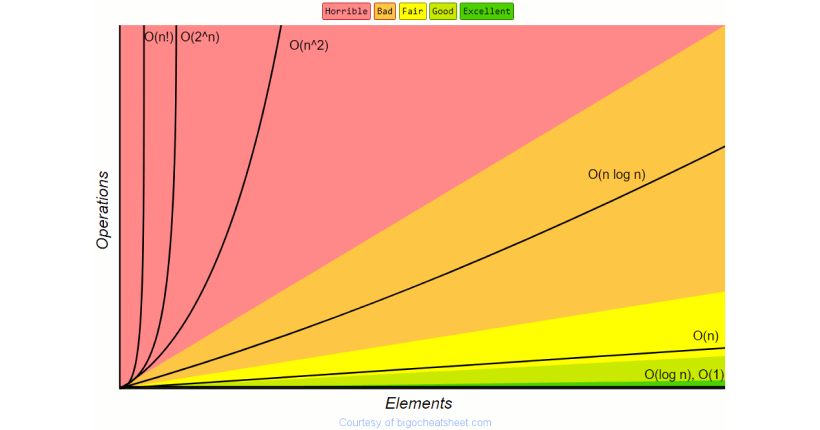 Horrible Bad Fair Good Excellent
O(n!) O(2^n)
O(n^2)
O(n log n)
Operations
O(n)
O(log n), O(1)
Elements
Courtesy of bigocheatsheet.com